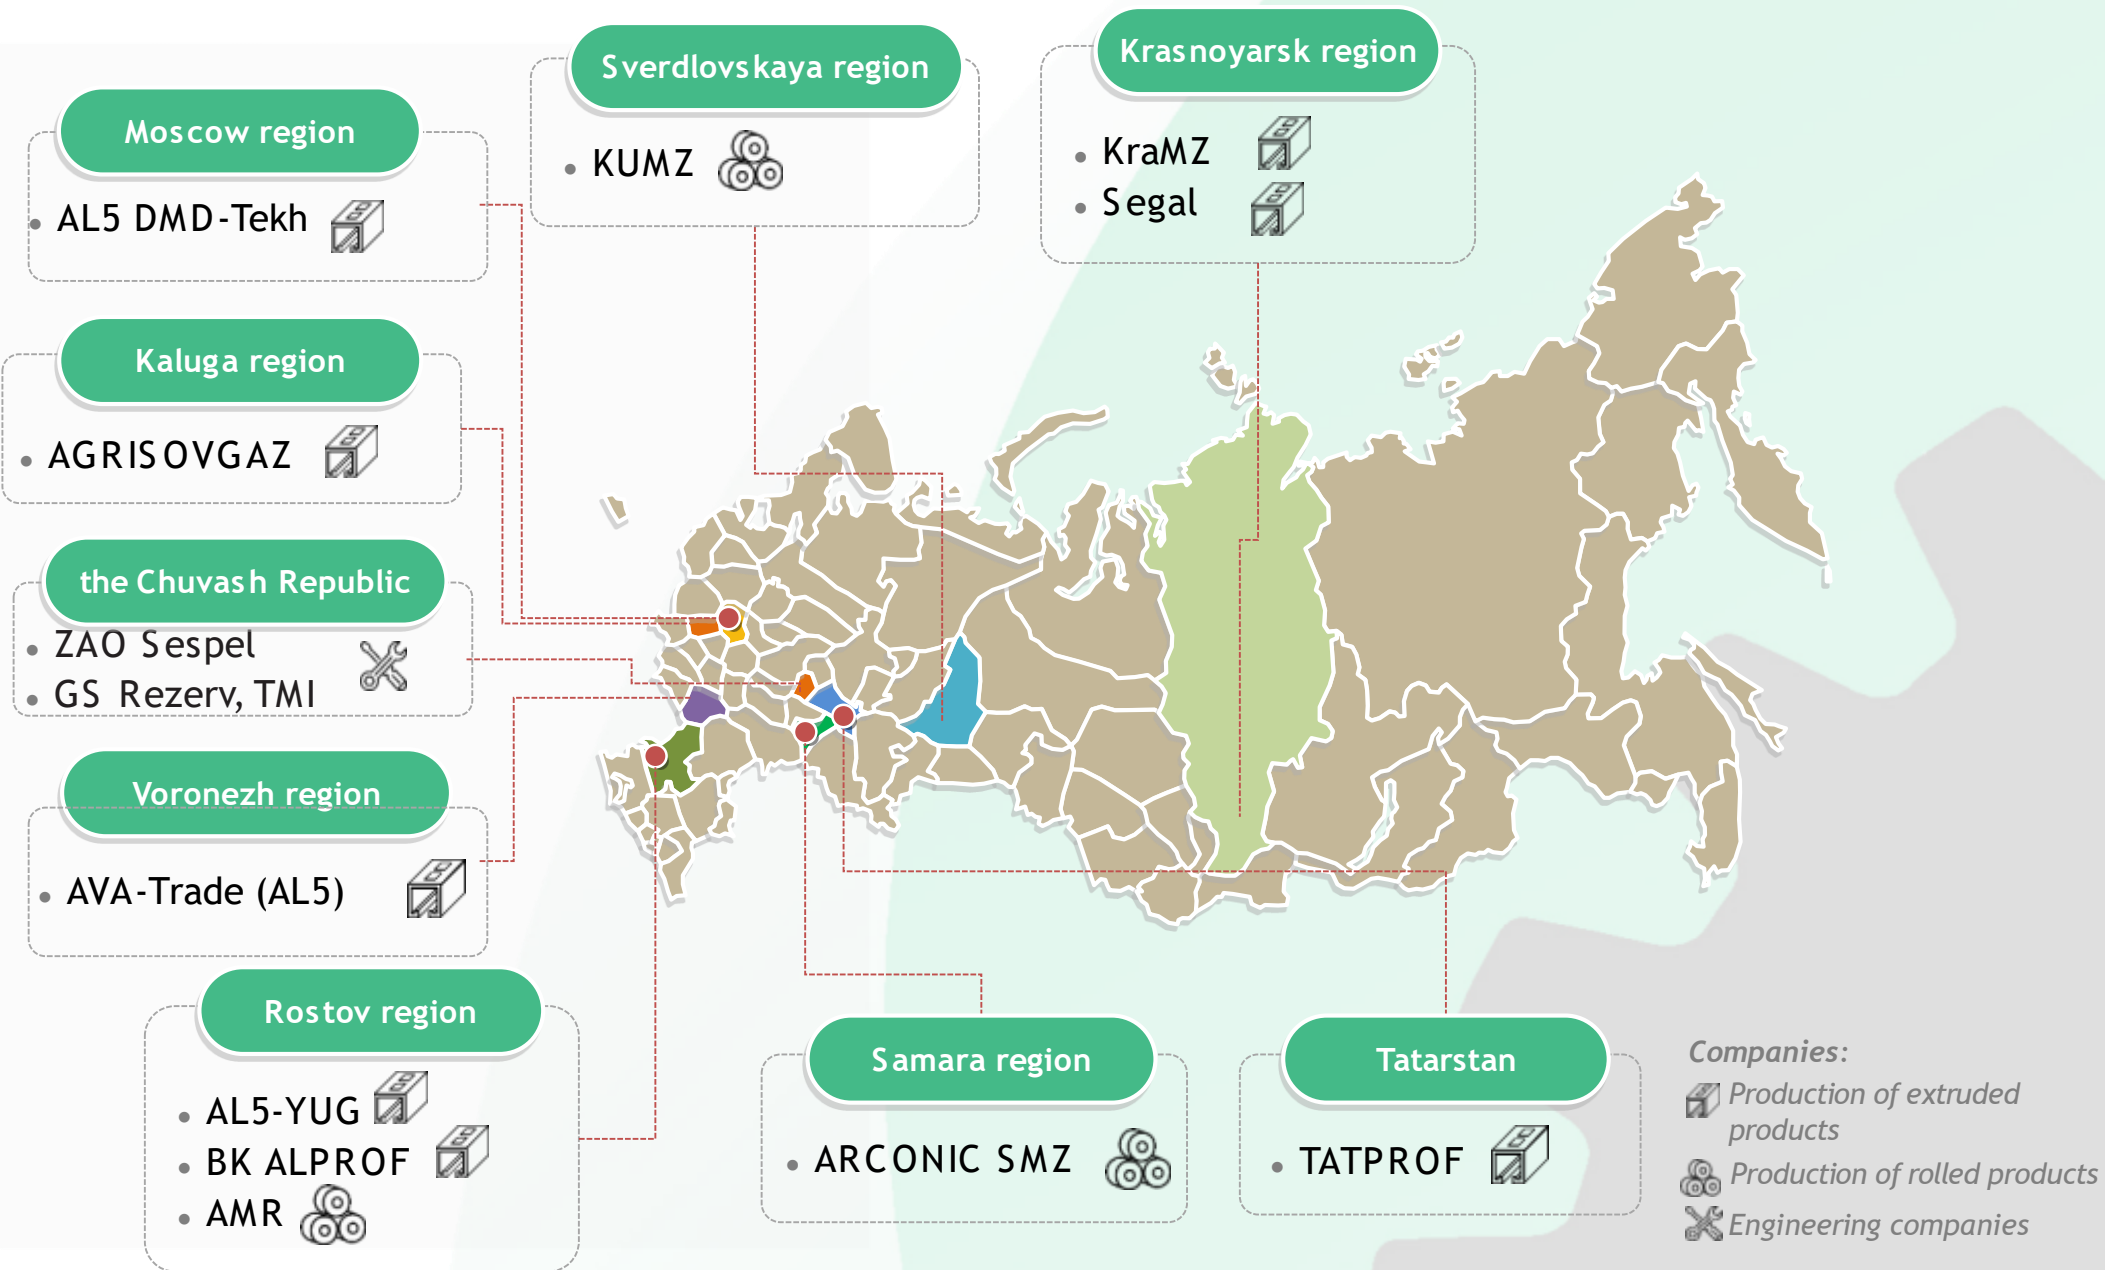 Moscow region
AL5 DMD-Tekh
Sverdlovskaya region
KUMZ
Krasnoyarsk region
KraMZ
Segal
Kaluga region
AGRISOVGAZ
the Chuvash Republic
ZAO Sespel
GS Rezerv, TMI
Voronezh region
AVA-Trade (AL5)
Rostov region
AL5-YUG
BK ALPROF
AMR
Samara region
ARCONIC SMZ
Tatarstan
TATPROF
Companies:
Production of extruded
products
Production of rolled products
Engineering companies